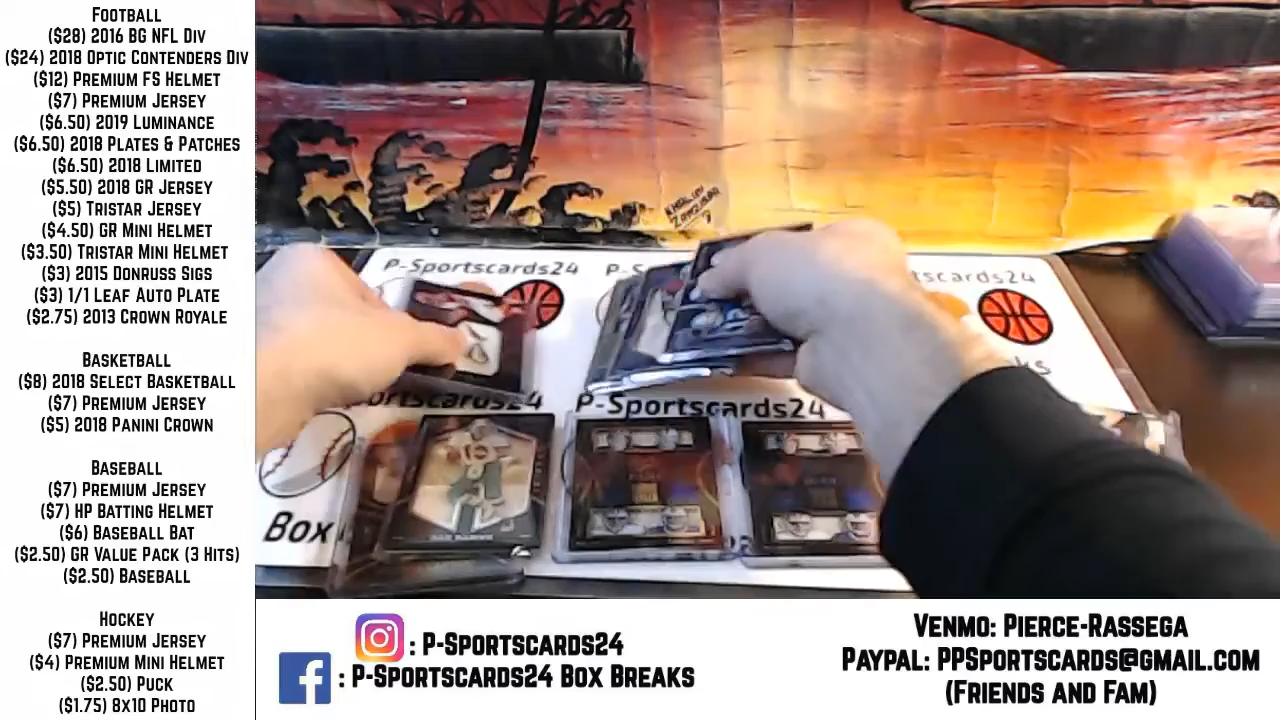 Football
($28) 2016 BG NFL Div
($24) 2018 Optic Contenders Div
($12) Premium FS Helmet
($7) Premium Jersey
($6.50) 2019 Luminance
($6.50) 2018 Plates & Patches
($6.50) 2018 Limited
($5.50) 2018 GR Jersey
($5) Tristar Jersey
($4.50) GR Mini Helmet
($3.50) Tristar Mini Helmet
($3) 2015 Donruss Sigs
($3) 1/1 Leaf Auto Plate
($2.75) 2013 Crown Royale
Basketball
($8) 2018 Select Basketball
($7) Premium Jersey
($5) 2018 Panini Crown
Baseball
($7) Premium Jersey
($7) HP Batting Helmet
($6) Baseball Bat
($2.50) GR Value Pack (3 Hits)
($2.50) Baseball
Hockey
($7) Premium Jersey
($4) Premium Mini Helmet
($2.50) Puck
($1.75) 8x10 Photo
P-Sportscards24
P-Sportscards24
Box
: P-Sportscards24
: P-Sportscards24 Box Breaks
Venmo: Pierce-Rassega
PayPal: PPSportscards@gmail.com
(Friends and Fam)